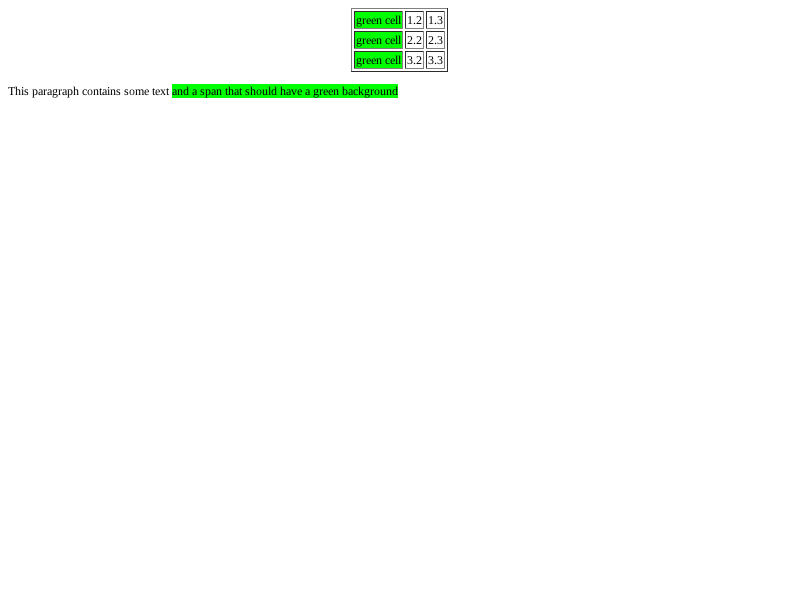 green cell 1.2 1.3
green cell 2.2 2.3
green cell 3.2 3.3
This paragraph contains some text and a span that should have a green background